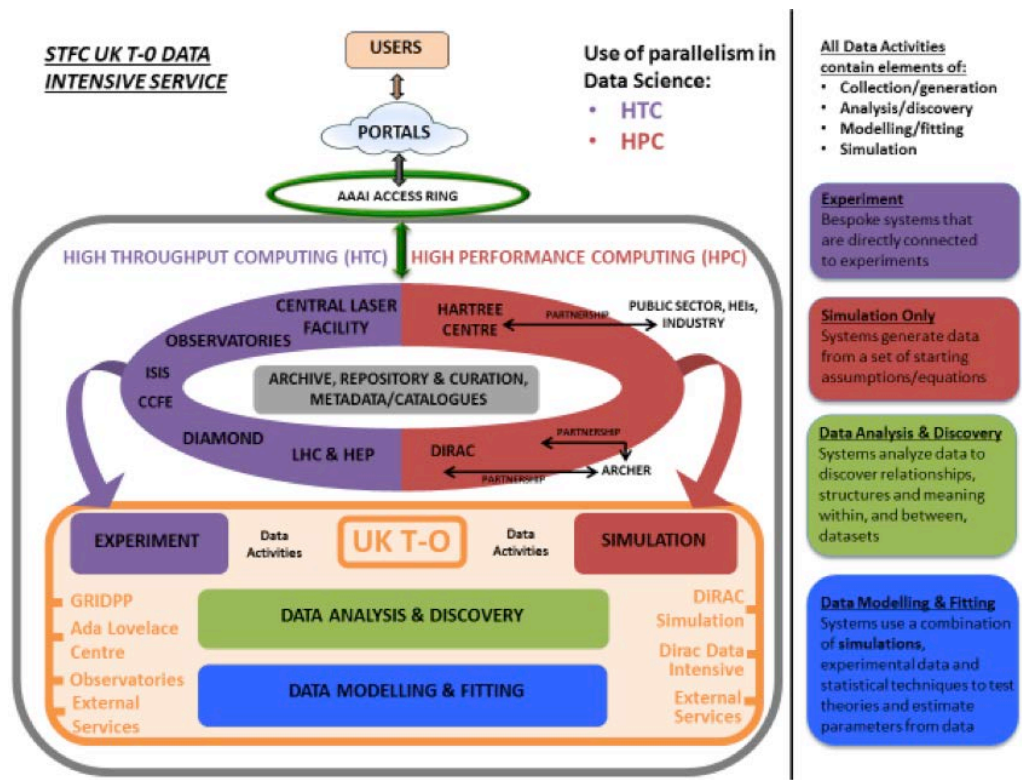 STFC UK T-0 DATA
INTENSIVE SERVICE
USERS
PORTALS
AAAI ACCESS RING
Use of parallelism in
Data Science:
• HTC
• HPC
HIGH THROUGHPUT COMPUTING (HTC)
HIGH PERFORMANCE COMPUTING (HPC)
CENTRAL LASER
FACILITY
OBSERVATORIES
ISIS
CCFE
DIAMOND
LHC & HEP
HARTREE
CENTRE
PARTNERSHIP
PUBLIC SECTOR, HEIs,
INDUSTRY
ARCHIVE, REPOSITORY & CURATION,
METADATA/CATALOGUES
DIRAC
PARTNERSHIP
ARCHER
PARTNERSHIP
EXPERIMENT
Data
Activities
UK T-O
Data
Activities
SIMULATION
GRIDPP
Ada Lovelace
Centre
Observatories
External
Services
DATA ANALYSIS & DISCOVERY
DATA MODELLING & FITTING
DiRAC
Simulation
Dirac Data
Intensive
External
Services
All Data Activities
contain elements of:
• Collection/generation
• Analysis/discovery
• Modelling/fitting
• Simulation
Experiment
Bespoke systems that
are directly connected
to experiments
Simulation Only
Systems generate data
from a set of starting
assumptions/equations
Data Analysis & Discovery
Systems analyze data to
discover relationships,
structures and meaning
within, and between,
datasets
Data Modelling & Fitting
Systems use a combination
of simulations,
experimental data and
statistical techniques to test
theories and estimate
parameters from data